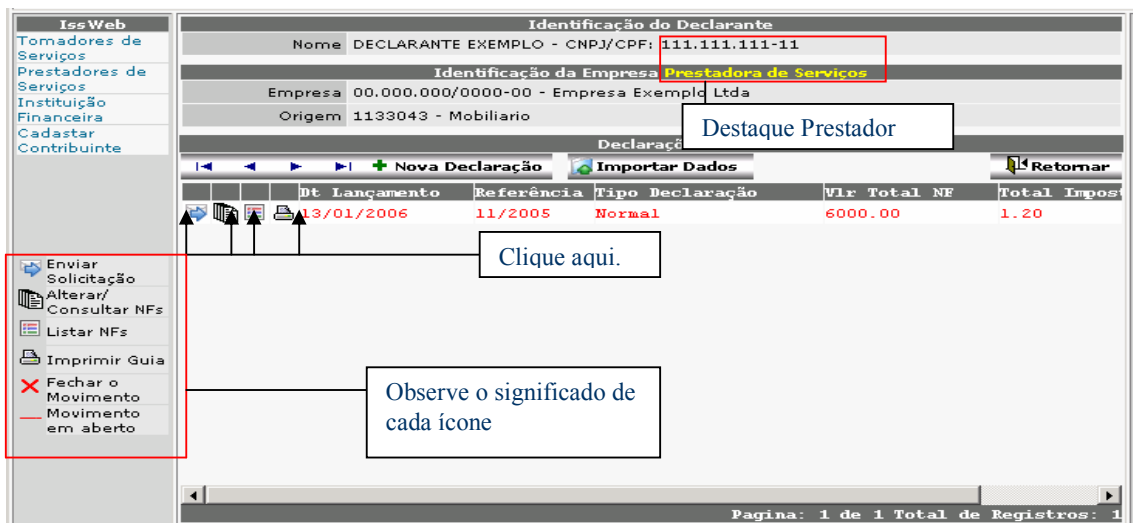 IssWeb
Tomadores de
Serviços
Prestadores de
Serviços
Instituição
Financeira
Cadastar
Contribuinte
Enviar
Solicitação
Alterar/
Consultar NFs
Listar NFs
Imprimir Guia
Fechar o
Movimento
Movimento
em aberto
Identificação do Declarante
Nome DECLARANTE EXEMPLO - CNPJ/CPF: 111.111.111-11
Identificação da Empresa Prestadora de Serviços
Empresa 00.000.000/0000-00 - Empresa Exemplo Ltda
Origem 1133043 - Mobiliario
Destaque Prestador
Nova Declaração Importar Dados Retornar
Dt Lançamento Referência Tipo Declaração Vlr Total NF Total
13/01/2006 11/2005 Normal 6000.00 1.20
Clique aqui.
Observe o significado de
cada ícone
Pagina: 1 de 1 Total de Registros: 1